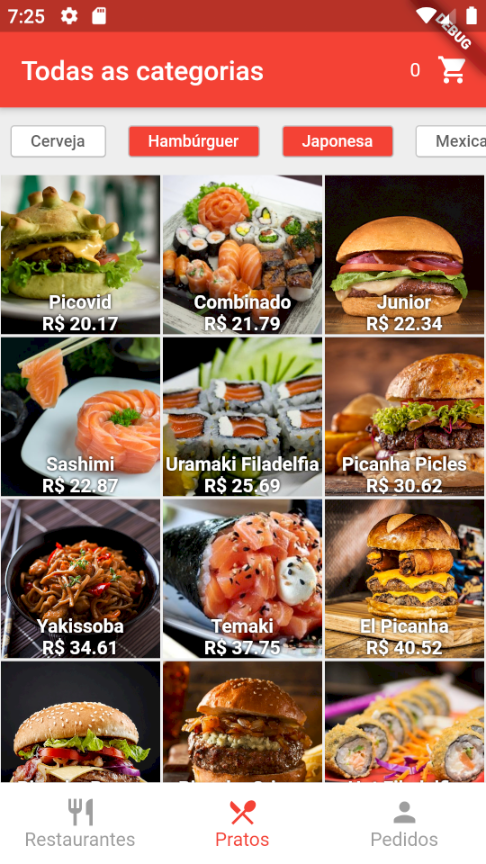 7:25
DEBUG
Todas as categorias
0
Cerveja Hambúrguer Japonesa Mexica
Picovid
R$ 20.17
Combinado
R$ 21.79
Junior
R$ 22.34
Sashimi
R$ 22.87
Uramaki Filadelfia
R$ 25.69
Picanha Picles
R$ 30.62
Yakissoba
R$ 34.61
Temaki
R$ 37.75
El Picanha
R$ 40.52
Restaurantes Pratos Pedidos